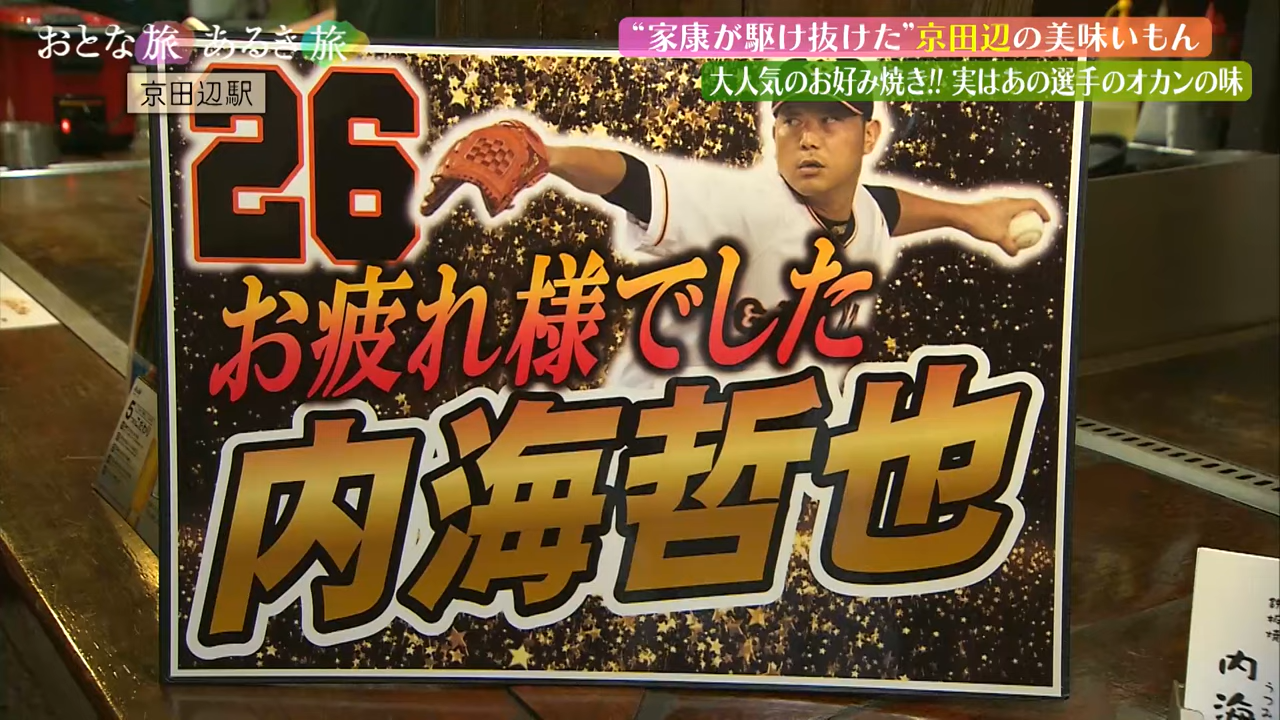 おとな旅 あるき旅
京田辺駅
“家康が駆け抜けた”京田辺の美味いもん
大人気のお好み焼き!! 実はあの選手のオカンの味
26
お疲れ様でした
内海哲也
内海
うつみ